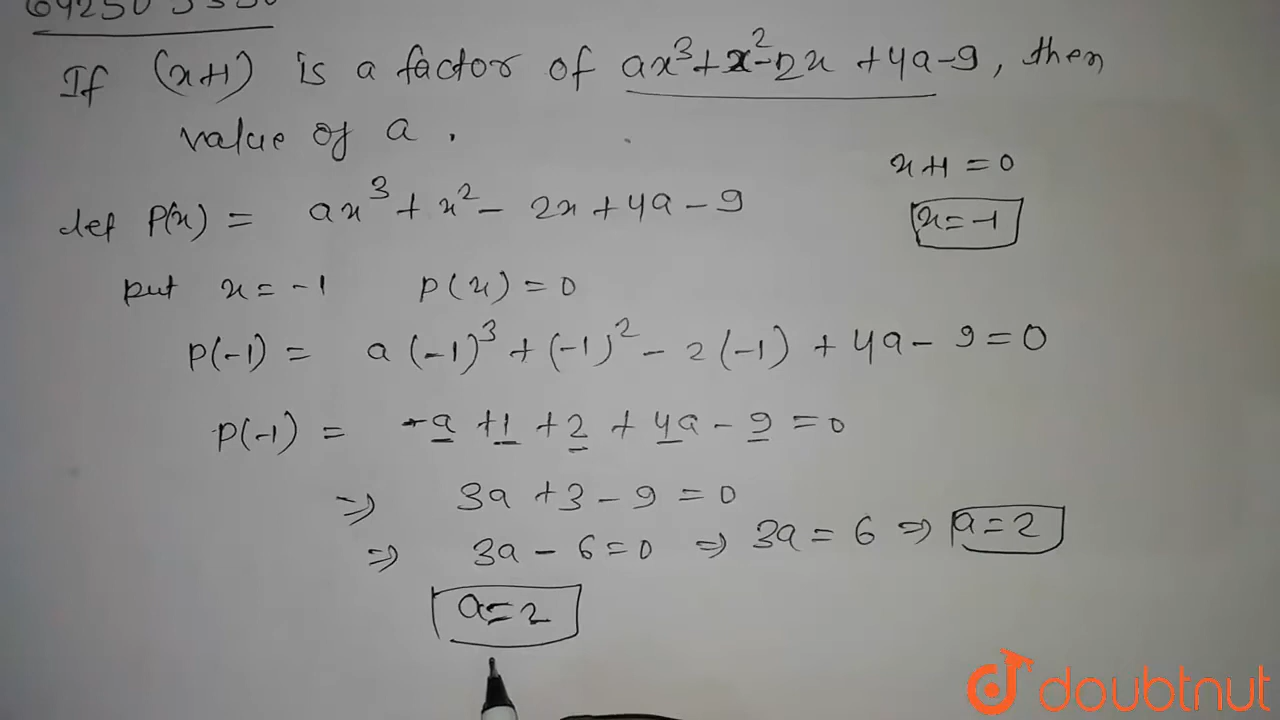 If (x+1) is a factor of ax³+x²-2x+4a-9, then
value of a.
x+1=0
x=-1
def P(x) = ax³+x²-2x+4a-9
put x=-1 P(x)=0
P(-1) = a(-1)³+(-1)²-2(-1)+4a-9=0
P(-1) = -a+1+2+4a-9=0
⇒ 3a+3-9=0
⇒ 3a-6=0 ⇒ 3a=6 ⇒ a=2
a=2
doubtnut